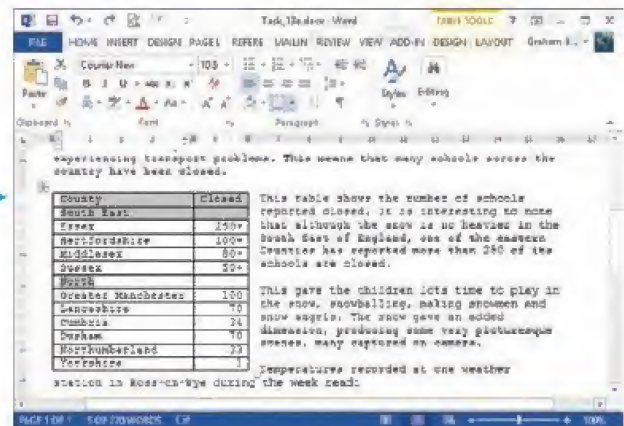 Task_13a.docx - Word
TABLE TOOLS
FILE HOME INSERT DESIGN PAGE L REFERE MAILIN REVIEW VIEW ADD-IN DESIGN LAYOUT Graham B...
Courier New 10.5
Paste
Styles Editing
Clipboard Font Paragraph Styles
experiencing transport problems. This means that many schools across the
country have been closed.
County Closed
South East
Essex 250+
Hertfordshire 100+
Middlesex 80+
Sussex 50+
North
Greater Manchester 100
Lancashire 70
Cumbria 34
Durham 70
Northumberland 33
Yorkshire
This table shows the number of schools
reported closed, it is interesting to note
that although the snow is no heavier in the
South East of England, one of the eastern
Counties has reported more than 250 of its
schools are closed.
This gave the children lots time to play in
the snow, snowballing, making snowmen and
snow angels. The snow gave an added
dimension, producing some very picturesque
scenes, many captured on camera.
Temperatures recorded at one weather
station in Ross-on-Wye during the week read:
PAGE 1 OF 1 WORDS 100%